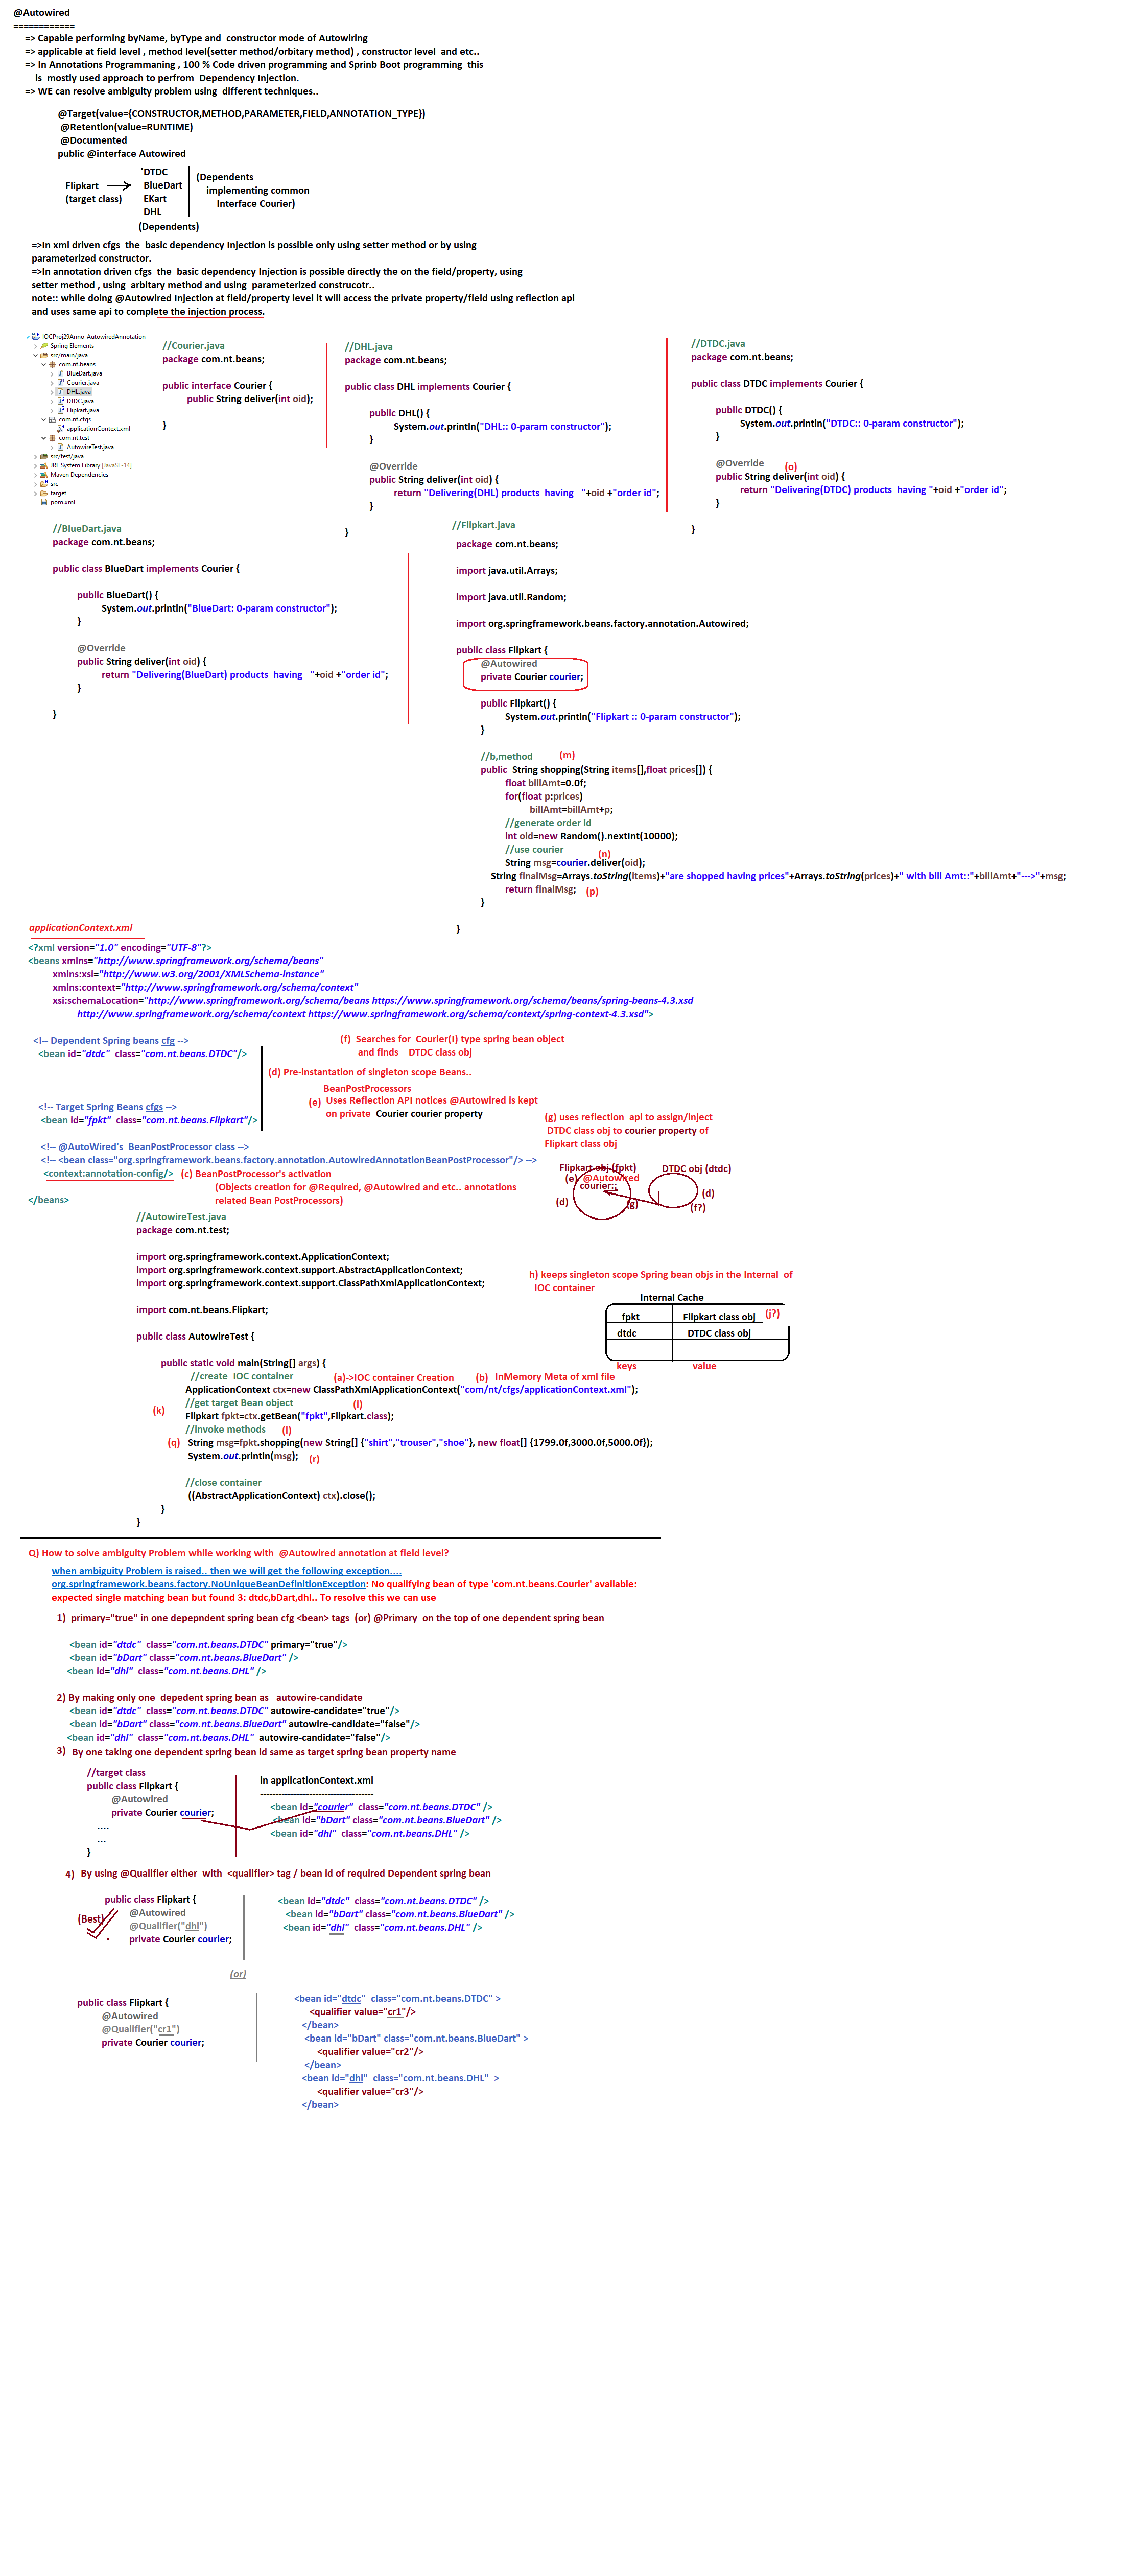 @Autowired
============
=> Capable performing byName, byType and  constructor mode of Autowiring
=> applicable at field level , method level(setter method/orbitary method) , constructor level  and etc..
=> In Annotations Programmaning , 100 % Code driven programming and Sprinb Boot programming  this
is  mostly used approach to perfrom  Dependency Injection.
=> WE can resolve ambiguity problem using  different techniques..
@Target(value={CONSTRUCTOR,METHOD,PARAMETER,FIELD,ANNOTATION_TYPE})
@Retention(value=RUNTIME)
@Documented
public @interface Autowired
Flipkart
(target class)
'DTDC
BlueDart
EKart
DHL
(Dependents)
(Dependents
implementing common
Interface Courier)
=>In xml driven cfgs  the  basic dependency Injection is possible only using setter method or by using
parameterized constructor.
=>In annotation driven cfgs  the  basic dependency Injection is possible directly the on the field/property, using
setter method , using  arbitary method and using  parameterized construcotr..
note:: while doing @Autowired Injection at field/property level it will access the private property/field using reflection api
and uses same api to complete the injection process.
IOCProj29Anno-AutowiredAnnotation
Spring Elements
src/main/java
com.nt.beans
BlueDart.java
Courier.java
DHL.java
DTDC.java
Flipkart.java
com.nt.cfgs
applicationContext.xml
com.nt.test
AutowireTest.java
src/test/java
JRE System Library [JavaSE-14]
Maven Dependencies
src
target
pom.xml
//Courier.java
package com.nt.beans;
public interface Courier {
public String deliver(int oid);
}
//DHL.java
package com.nt.beans;
public class DHL implements Courier {
public DHL() {
System.out.println("DHL:: 0-param constructor");
}
@Override
public String deliver(int oid) {
return "Delivering(DHL) products  having   "+oid +"order id";
}
}
//DTDC.java
package com.nt.beans;
public class DTDC implements Courier {
public DTDC() {
System.out.println("DTDC:: 0-param constructor");
}
@Override
(o)
public String deliver(int oid) {
return "Delivering(DTDC) products  having "+oid +"order id";
}
}
//BlueDart.java
package com.nt.beans;
public class BlueDart implements Courier {
public BlueDart() {
System.out.println("BlueDart: 0-param constructor");
}
@Override
public String deliver(int oid) {
return "Delivering(BlueDart) products  having   "+oid +"order id";
}
}
//Flipkart.java
package com.nt.beans;
import java.util.Arrays;
import java.util.Random;
import org.springframework.beans.factory.annotation.Autowired;
public class Flipkart {
@Autowired
private Courier courier;
public Flipkart() {
System.out.println("Flipkart :: 0-param constructor");
}
//b,method
(m)
public  String shopping(String items[],float prices[]) {
float billAmt=0.0f;
for(float p:prices)
billAmt=billAmt+p;
//generate order id
int oid=new Random().nextInt(10000);
//use courier
(n)
String msg=courier.deliver(oid);
String finalMsg=Arrays.toString(items)+"are shopped having prices"+Arrays.toString(prices)+" with bill Amt::"+billAmt+"--->"+msg;
return finalMsg;
(p)
}
}
applicationContext.xml
<?xml version="1.0" encoding="UTF-8"?>
<beans xmlns="http://www.springframework.org/schema/beans"
xmlns:xsi="http://www.w3.org/2001/XMLSchema-instance"
xmlns:context="http://www.springframework.org/schema/context"
xsi:schemaLocation="http://www.springframework.org/schema/beans https://www.springframework.org/schema/beans/spring-beans-4.3.xsd
http://www.springframework.org/schema/context https://www.springframework.org/schema/context/spring-context-4.3.xsd">
<!-- Dependent Spring beans cfg -->
<bean id="dtdc"  class="com.nt.beans.DTDC"/>
<!-- Target Spring Beans cfgs -->
<bean id="fpkt"  class="com.nt.beans.Flipkart"/>
<!-- @AutoWired's  BeanPostProcessor class -->
<!-- <bean class="org.springframework.beans.factory.annotation.AutowiredAnnotationBeanPostProcessor"/> -->
<context:annotation-config/>
(c) BeanPostProcessor's activation
(Objects creation for @Required, @Autowired and etc.. annotations
related Bean PostProcessors)
</beans>
(f)  Searches for  Courier(I) type spring bean object
and finds    DTDC class obj
(d) Pre-instantation of singleton scope Beans..
BeanPostProcessors
(e)  Uses Reflection API notices @Autowired is kept
on private  Courier courier property
(g) uses reflection  api to assign/inject
DTDC class obj to courier property of
Flipkart class obj
Flipkart obj (fpkt)
(e)  @Autowired
courier::
(d)
(g)
DTDC obj (dtdc)
(d)
(f?)
//AutowireTest.java
package com.nt.test;
import org.springframework.context.ApplicationContext;
import org.springframework.context.support.AbstractApplicationContext;
import org.springframework.context.support.ClassPathXmlApplicationContext;
import com.nt.beans.Flipkart;
public class AutowireTest {
h) keeps singleton scope Spring bean objs in the Internal  of
IOC container
Internal Cache
fpkt
Flipkart class obj
(j?)
dtdc
DTDC class obj
keys
value
public static void main(String[] args) {
//create  IOC container
(a)->IOC container Creation
(b)   InMemory Meta of xml file
ApplicationContext ctx=new ClassPathXmlApplicationContext("com/nt/cfgs/applicationContext.xml");
//get target Bean object
(i)
(k)
Flipkart fpkt=ctx.getBean("fpkt",Flipkart.class);
//invoke methods
(l)
(q)
String msg=fpkt.shopping(new String[] {"shirt","trouser","shoe"}, new float[] {1799.0f,3000.0f,5000.0f});
System.out.println(msg);
(r)
//close container
((AbstractApplicationContext) ctx).close();
}
}
Q) How to solve ambiguity Problem while working with  @Autowired annotation at field level?
when ambiguity Problem is raised.. then we will get the following exception....
org.springframework.beans.factory.NoUniqueBeanDefinitionException: No qualifying bean of type 'com.nt.beans.Courier' available:
expected single matching bean but found 3: dtdc,bDart,dhl.. To resolve this we can use
1)  primary="true" in one depepndent spring bean cfg <bean> tags  (or) @Primary  on the top of one dependent spring bean
<bean id="dtdc"  class="com.nt.beans.DTDC" primary="true"/>
<bean id="bDart" class="com.nt.beans.BlueDart" />
<bean id="dhl"  class="com.nt.beans.DHL" />
2) By making only one  depedent spring bean as   autowire-candidate
<bean id="dtdc"  class="com.nt.beans.DTDC" autowire-candidate="true"/>
<bean id="bDart" class="com.nt.beans.BlueDart" autowire-candidate="false"/>
<bean id="dhl"  class="com.nt.beans.DHL"  autowire-candidate="false"/>
3)  By one taking one dependent spring bean id same as target spring bean property name
//target class
public class Flipkart {
@Autowired
private Courier courier;
....
...
}
in applicationContext.xml
-------------------------------------
<bean id="courier"  class="com.nt.beans.DTDC" />
<bean id="bDart" class="com.nt.beans.BlueDart" />
<bean id="dhl"  class="com.nt.beans.DHL" />
4)  By using @Qualifier either  with  <qualifier> tag / bean id of required Dependent spring bean
public class Flipkart {
(Best)
@Autowired
@Qualifier("dhl")
private Courier courier;
<bean id="dtdc"  class="com.nt.beans.DTDC" />
<bean id="bDart" class="com.nt.beans.BlueDart" />
<bean id="dhl"  class="com.nt.beans.DHL" />
(or)
public class Flipkart {
@Autowired
@Qualifier("cr1")
private Courier courier;
<bean id="dtdc"  class="com.nt.beans.DTDC" >
<qualifier value="cr1"/>
</bean>
<bean id="bDart" class="com.nt.beans.BlueDart" >
<qualifier value="cr2"/>
</bean>
<bean id="dhl"  class="com.nt.beans.DHL"  >
<qualifier value="cr3"/>
</bean>